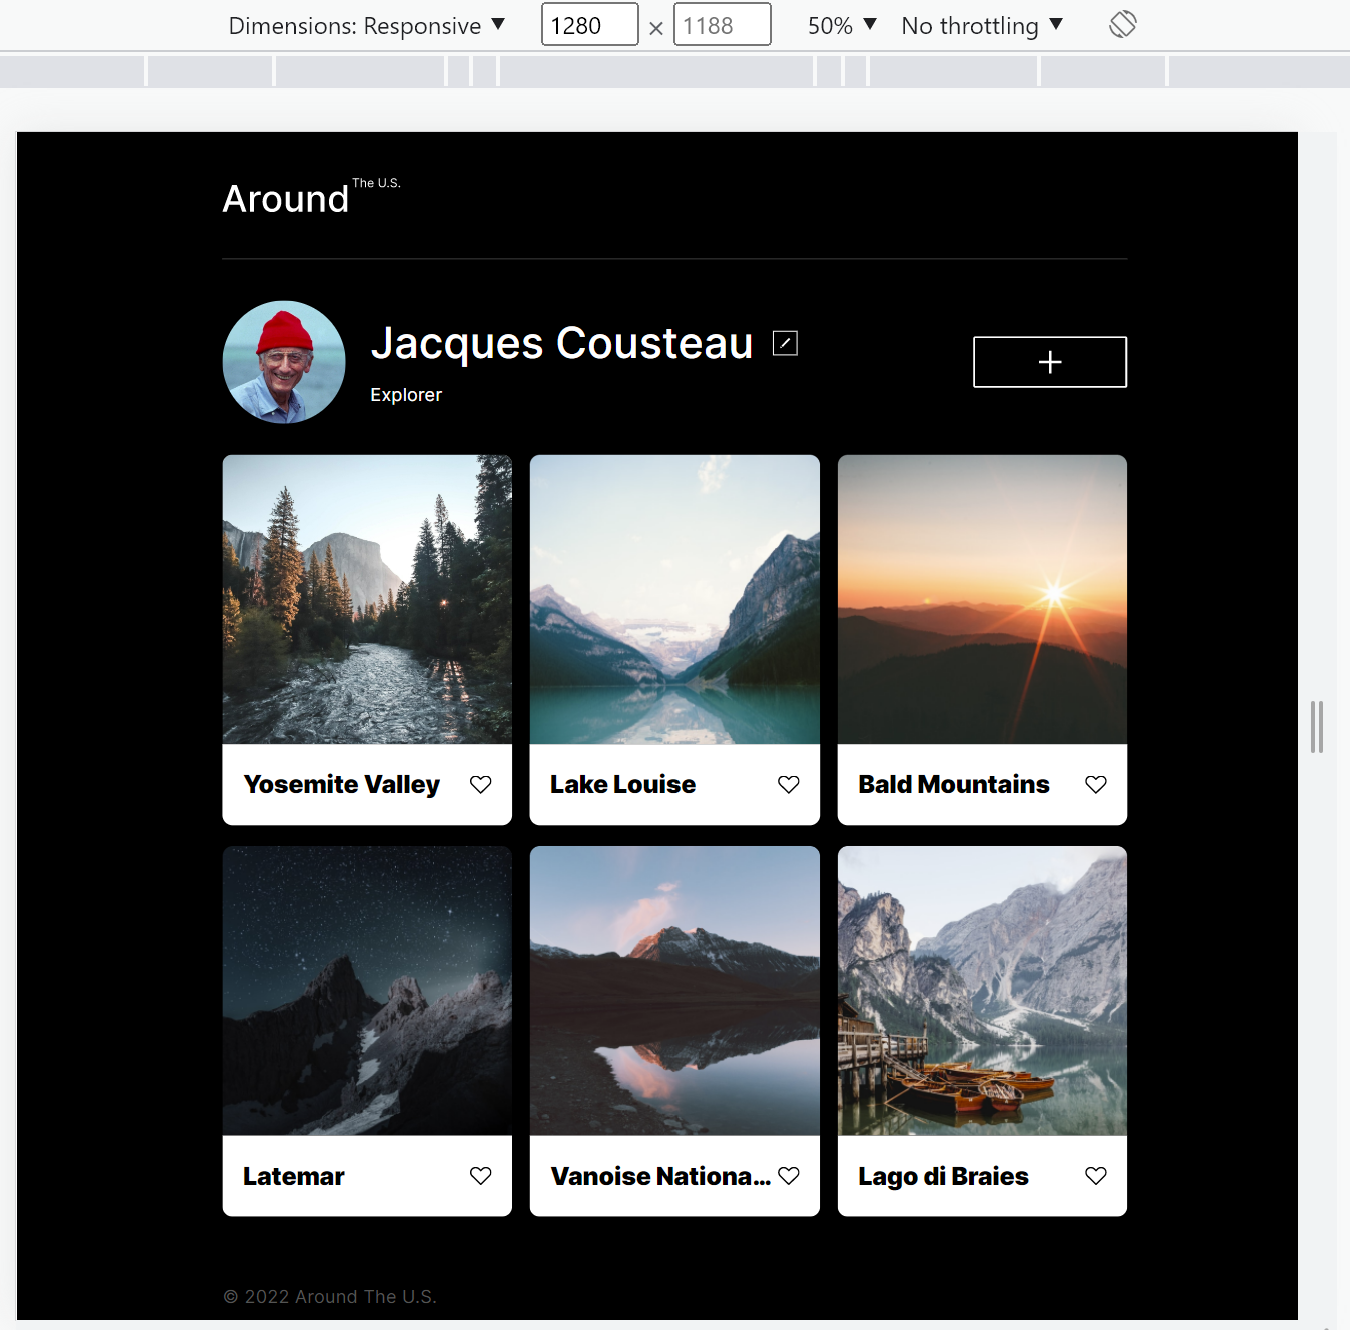 Dimensions: Responsive ▼ 1280 × 1188 50% ▼ No throttling ▼
Around The U.S.
Jacques Cousteau
Explorer
Yosemite Valley
Lake Louise
Bald Mountains
Latemar
Vanoise Nationa...
Lago di Braies
© 2022 Around The U.S.